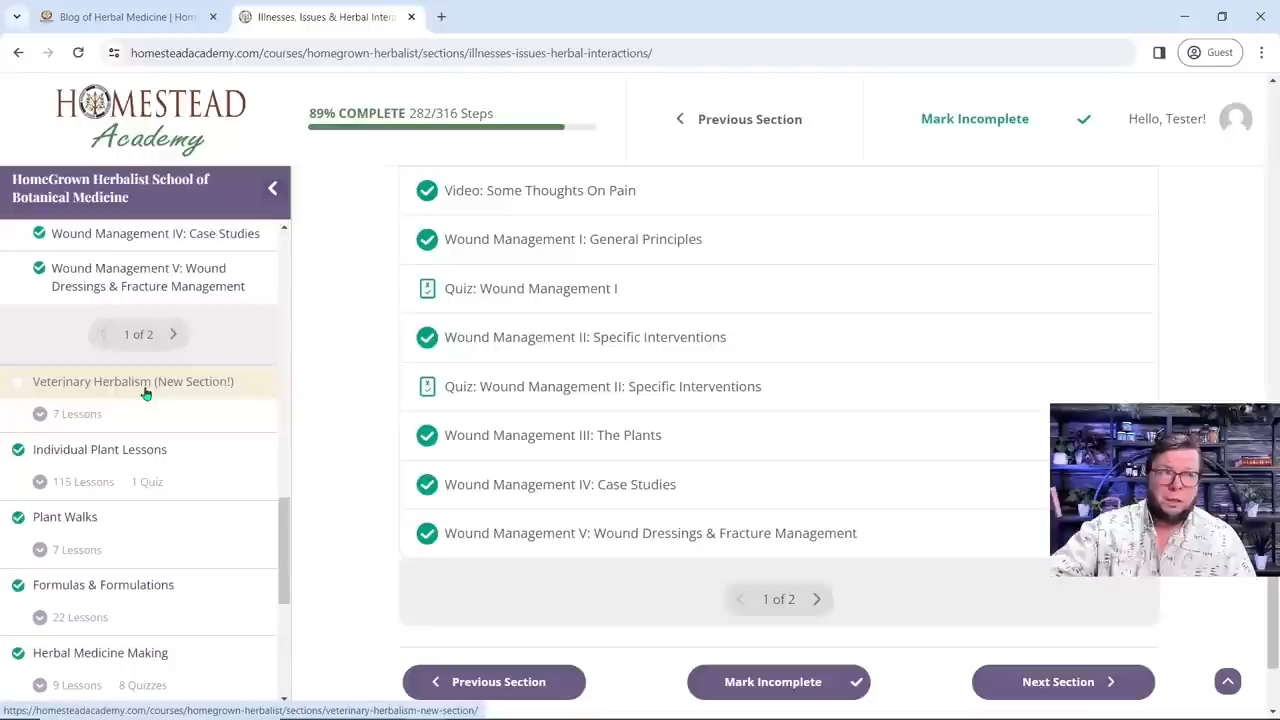 Blog of Herbal Medicine | Hom
Illnesses, Issues & Herbal Inter
homesteadacademy.com/courses/homegrown-herbalist/sections/illnesses-issues-herbal-interactions/
Guest
HOMESTEAD
Academy
89% COMPLETE 282/316 Steps
Previous Section
Mark Incomplete
Hello, Tester!
HomeGrown Herbalist School of
Botanical Medicine
Wound Management IV: Case Studies
Wound Management V: Wound
Dressings & Fracture Management
1 of 2
Veterinary Herbalism (New Section!)
7 Lessons
Individual Plant Lessons
115 Lessons 1 Quiz
Plant Walks
7 Lessons
Formulas & Formulations
22 Lessons
Herbal Medicine Making
9 Lessons 8 Quizzes
Video: Some Thoughts On Pain
Wound Management I: General Principles
Quiz: Wound Management I
Wound Management II: Specific Interventions
Quiz: Wound Management II: Specific Interventions
Wound Management III: The Plants
Wound Management IV: Case Studies
Wound Management V: Wound Dressings & Fracture Management
1 of 2
Previous Section
Mark Incomplete
Next Section
https://homesteadacademy.com/courses/homegrown-herbalist/sections/veterinary-herbalism-new-section/